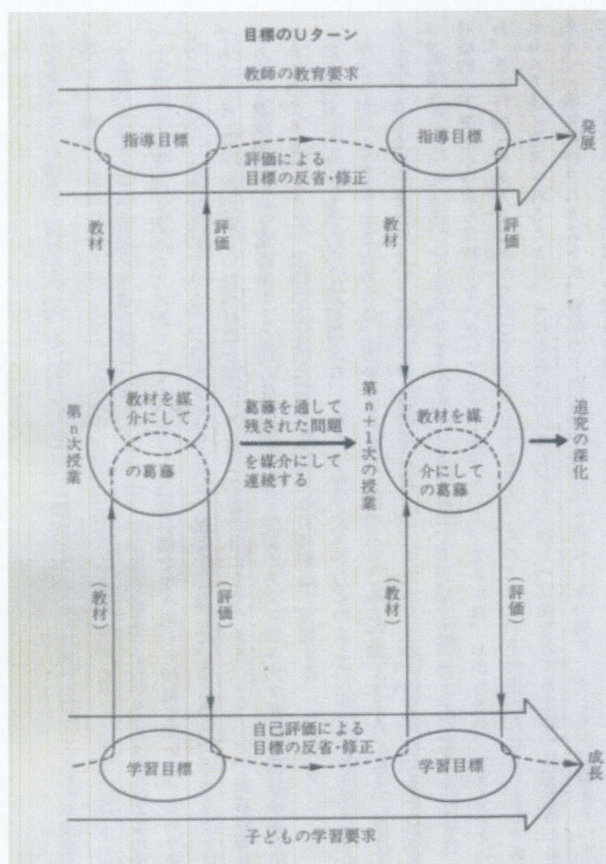 目標のUターン
教師の教育要求
指導目標
指導目標
発展
評価による
目標の反省・修正
教材
評価
教材
評価
第n次授業
教材を媒
介にして
の葛藤
葛藤を通して
残された問題
を媒介にして
連続する
第n+1次の授業
教材を媒
介にして
の葛藤
追究の深化
(教材)
(評価)
(教材)
(評価)
自己評価による
目標の反省・修正
学習目標
学習目標
成長
子どもの学習要求